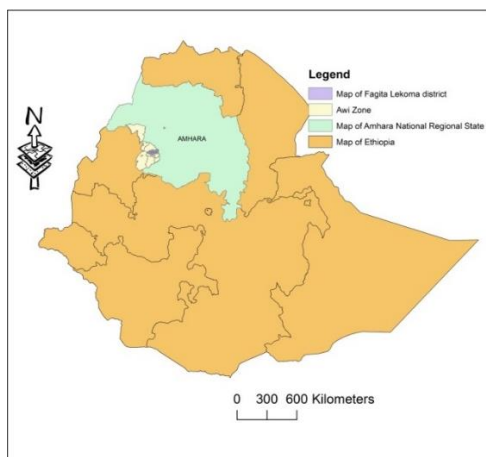 Legend
Map of Fagita Lekoma district
Awi Zone
Map of Amhara National Regional State
Map of Ethiopia
N
AMHARA
0 300 600 Kilometers